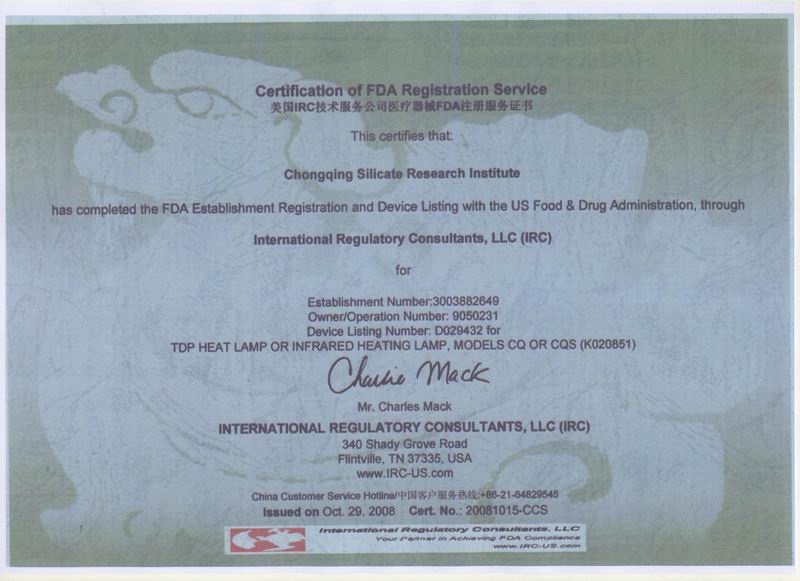 Certification of FDA Registration Service
美国IRC技术服务公司医疗器械FDA注册服务证书
This certifies that:
Chongqing Silicate Research Institute
has completed the FDA Establishment Registration and Device Listing with the US Food & Drug Administration, through
International Regulatory Consultants, LLC (IRC)
for
Establishment Number:3003882649
Owner/Operation Number: 9050231
Device Listing Number: D029432 for
TDP HEAT LAMP OR INFRARED HEATING LAMP, MODELS CQ OR CQS (K020851)
Charlie Mack
Mr. Charles Mack
INTERNATIONAL REGULATORY CONSULTANTS, LLC (IRC)
340 Shady Grove Road
Flintville, TN 37335, USA
www.IRC-US.com
China Customer Service Hotline/中国客户服务热线:+86-21-64829545
Issued on Oct. 29, 2008 Cert. No.: 20081015-CCS
International Regulatory Consultants, LLC
Your Partner in Achieving FDA Compliance
www.IRC-US.com